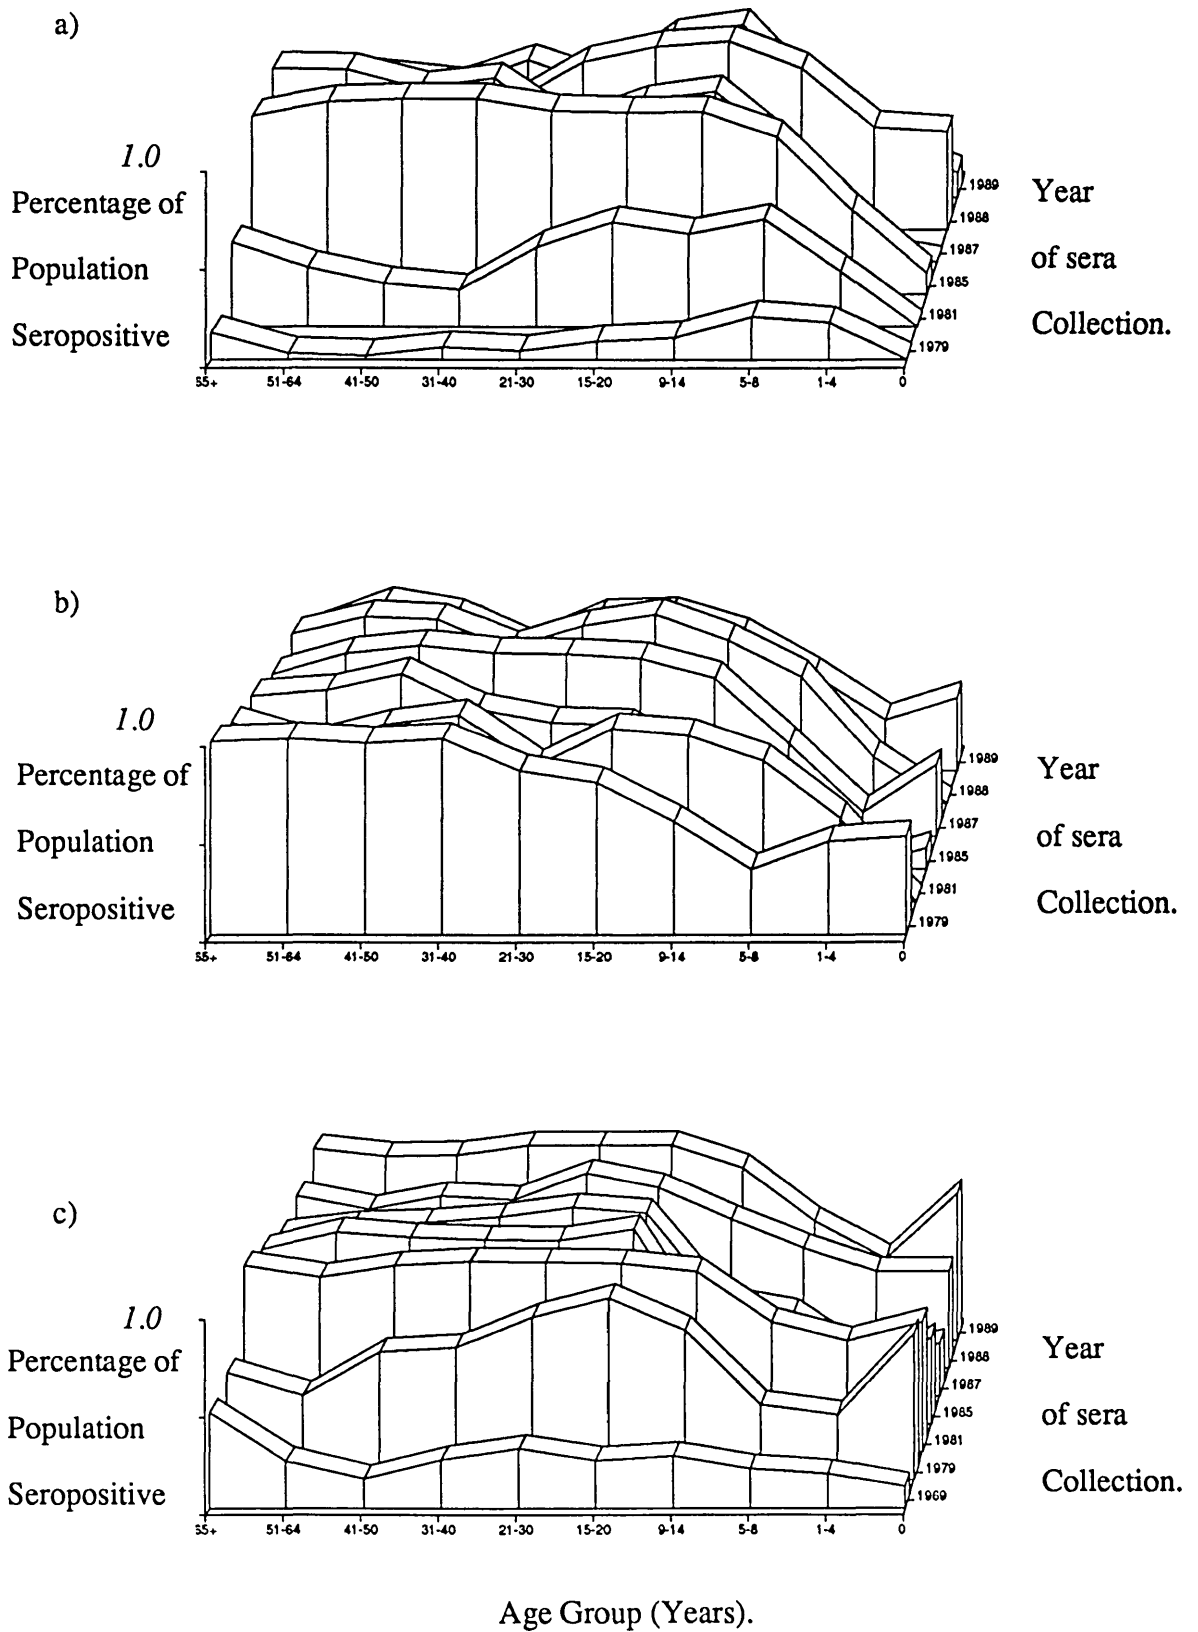 a)
1.0
Percentage of
Population
Seropositive
1989
1988
1987
1985
1981
1979
Year
of sera
Collection.
55+ 51-64 41-50 31-40 21-30 15-20 9-14 5-8 1-4 0
b)
1.0
Percentage of
Population
Seropositive
1989
1988
1987
1985
1981
1979
Year
of sera
Collection.
55+ 51-64 41-50 31-40 21-30 15-20 9-14 5-8 1-4 0
c)
1.0
Percentage of
Population
Seropositive
1989
1988
1987
1985
1981
1979
1969
Year
of sera
Collection.
55+ 51-64 41-50 31-40 21-30 15-20 9-14 5-8 1-4 0
Age Group (Years).